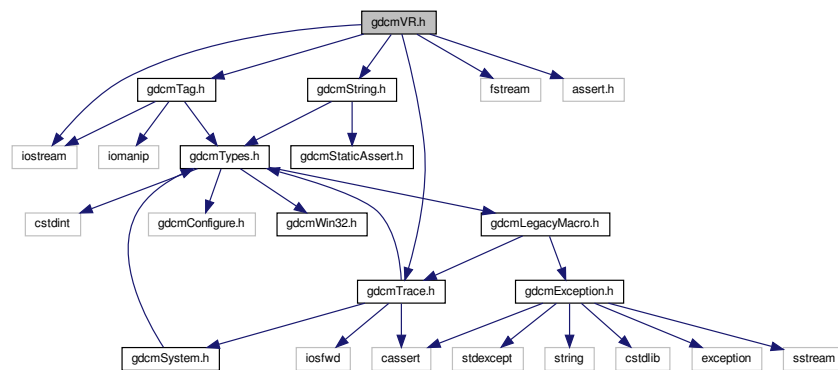 gdcmVR.h
gdcmTag.h
gdcmString.h
fstream
assert.h
iostream
iomanip
gdcmTypes.h
gdcmStaticAssert.h
cstdint
gdcmConfigure.h
gdcmWin32.h
gdcmLegacyMacro.h
gdcmTrace.h
gdcmException.h
gdcmSystem.h
iosfwd
cassert
stdexcept
string
cstdlib
exception
sstream